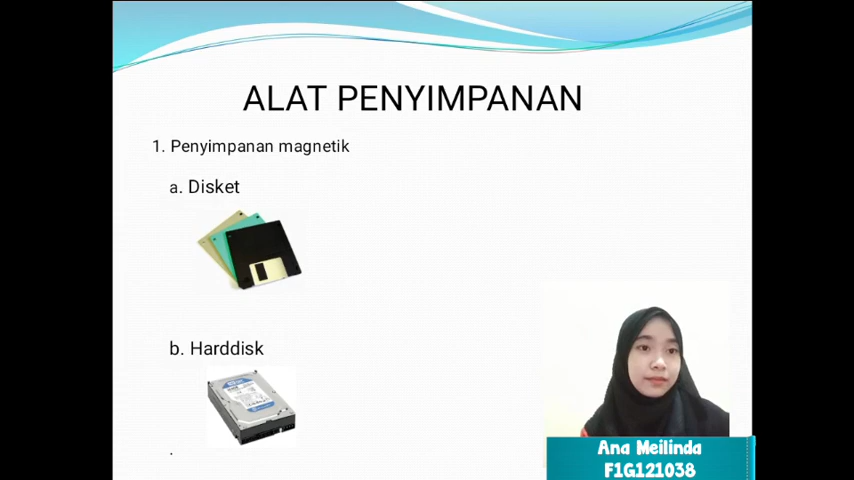 ALAT PENYIMPANAN
1. Penyimpanan magnetik
a. Disket
b. Harddisk
.
Ana Meilinda
F1G121038